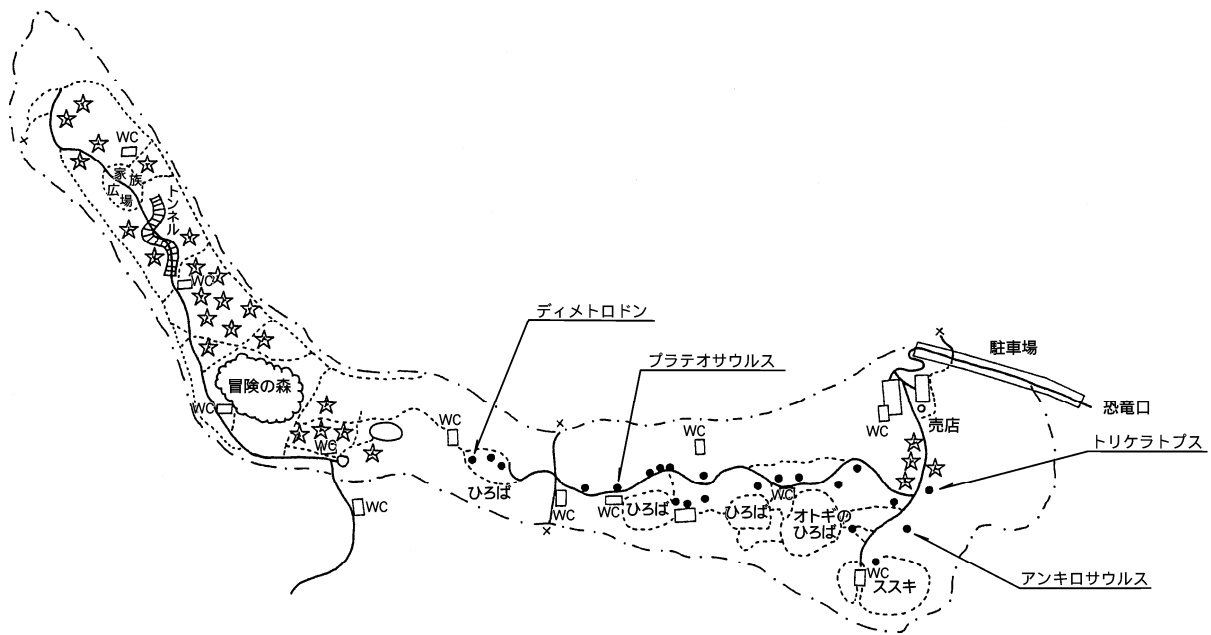 WC
家族
広場
トンネル
WC
冒険の森
WC
WC
WC
ディメトロドン
プラテオサウルス
WC
ひろば
WC
WC
ひろば
WC
ひろば
WC
オトギの
ひろば
駐車場
恐竜口
売店
WC
トリケラトプス
アンキロサウルス
WC
ススキ